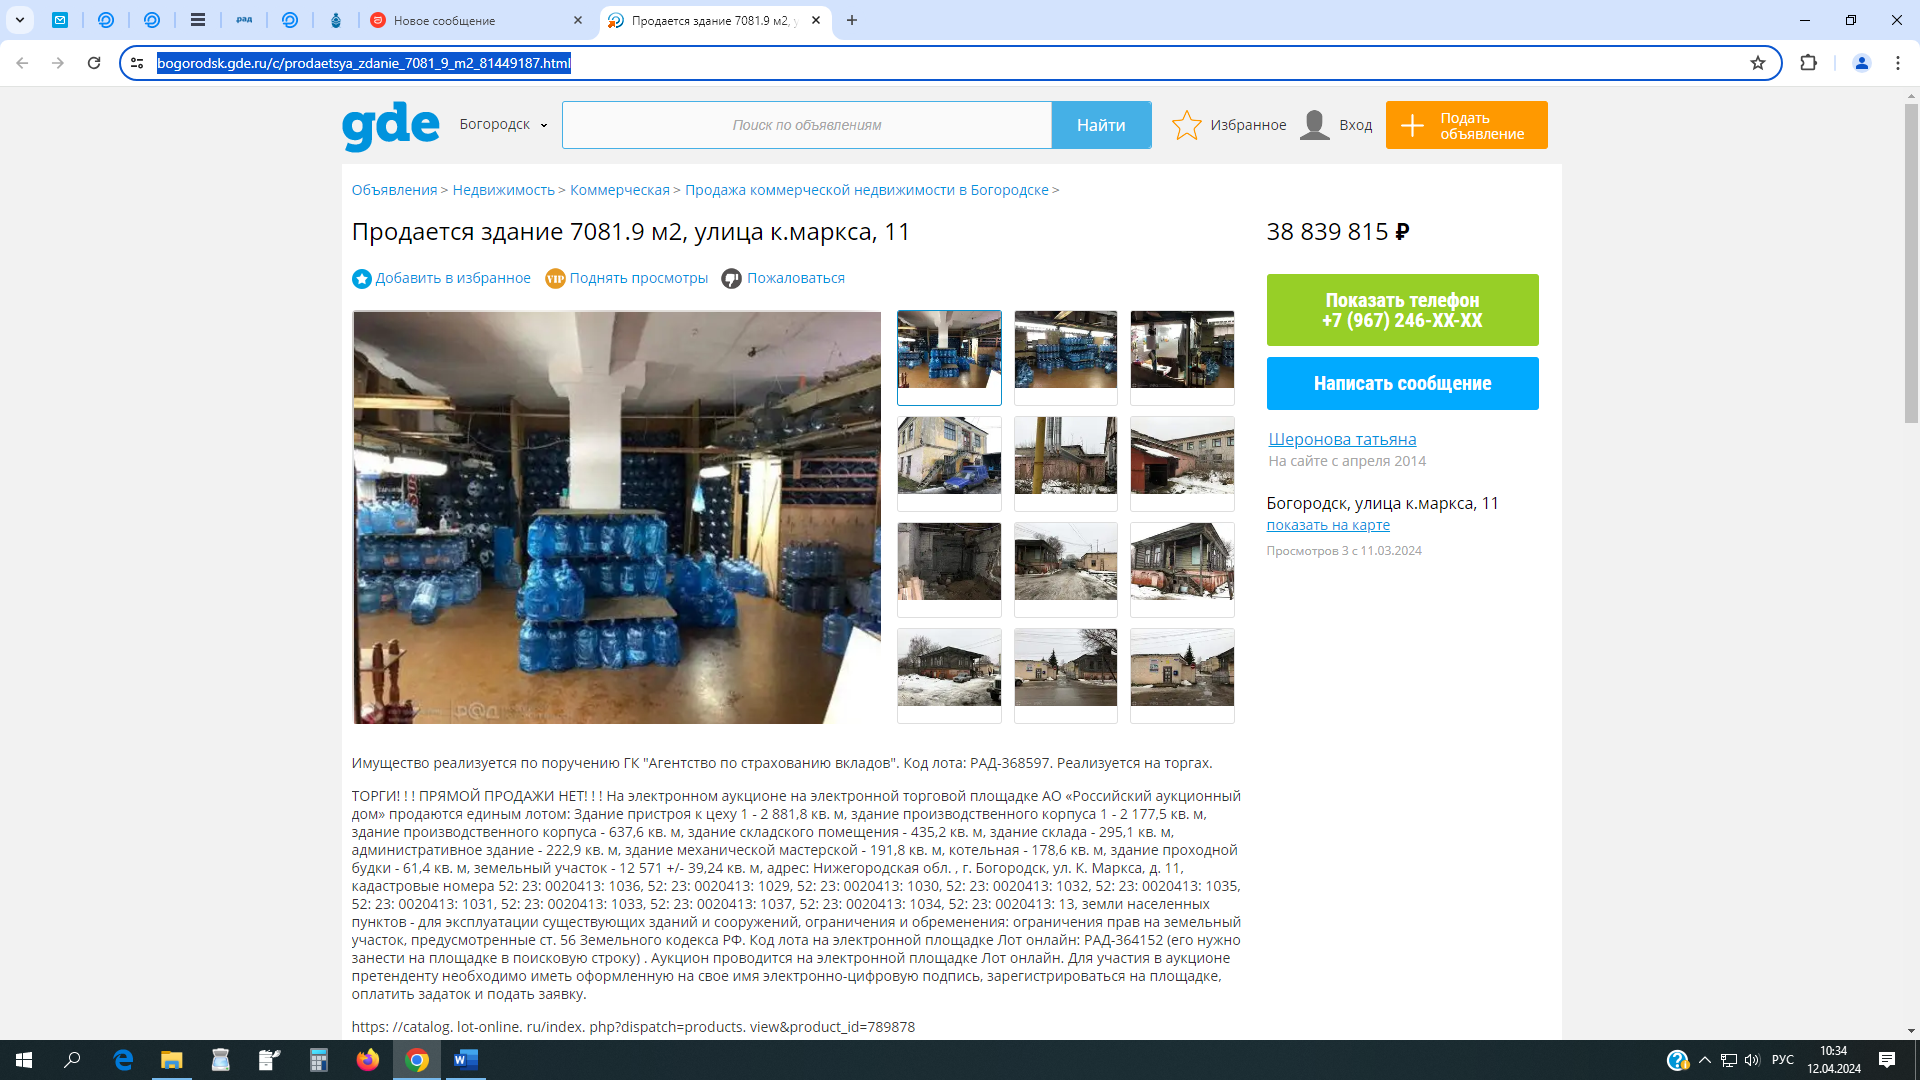 рад
Новое сообщение
Продается здание 7081.9 м2, у
bogorodsk.gde.ru/c/prodaetsya_zdanie_7081_9_m2_81449187.html
gde
Богородск
Поиск по объявлениям
Найти
Избранное
Вход
Подать
объявление
Объявления > Недвижимость > Коммерческая > Продажа коммерческой недвижимости в Богородске >
Продается здание 7081.9 м2, улица к.маркса, 11
38 839 815 ₽
Добавить в избранное
VIP Поднять просмотры
Пожаловаться
Показать телефон
+7 (967) 246-XX-XX
Написать сообщение
Шеронова татьяна
На сайте с апреля 2014
Богородск, улица к.маркса, 11
показать на карте
Просмотров 3 с 11.03.2024
Имущество реализуется по поручению ГК "Агентство по страхованию вкладов". Код лота: РАД-368597. Реализуется на торгах.
ТОРГИ! ! ! ПРЯМОЙ ПРОДАЖИ НЕТ! ! ! На электронном аукционе на электронной торговой площадке АО «Российский аукционный
дом» продаются единым лотом: Здание пристроя к цеху 1 - 2 881,8 кв. м, здание производственного корпуса 1 - 2 177,5 кв. м,
здание производственного корпуса - 637,6 кв. м, здание складского помещения - 435,2 кв. м, здание склада - 295,1 кв. м,
административное здание - 222,9 кв. м, здание механической мастерской - 191,8 кв. м, котельная - 178,6 кв. м, здание проходной
будки - 61,4 кв. м, земельный участок - 12 571 +/- 39,24 кв. м, адрес: Нижегородская обл. , г. Богородск, ул. К. Маркса, д. 11,
кадастровые номера 52: 23: 0020413: 1036, 52: 23: 0020413: 1029, 52: 23: 0020413: 1030, 52: 23: 0020413: 1032, 52: 23: 0020413: 1035,
52: 23: 0020413: 1031, 52: 23: 0020413: 1033, 52: 23: 0020413: 1037, 52: 23: 0020413: 1034, 52: 23: 0020413: 13, земли населенных
пунктов - для эксплуатации существующих зданий и сооружений, ограничения и обременения: ограничения прав на земельный
участок, предусмотренные ст. 56 Земельного кодекса РФ. Код лота на электронной площадке Лот онлайн: РАД-364152 (его нужно
занести на площадке в поисковую строку) . Аукцион проводится на электронной площадке Лот онлайн. Для участия в аукционе
претенденту необходимо иметь оформленную на свое имя электронно-цифровую подпись, зарегистрироваться на площадке,
оплатить задаток и подать заявку.
https: //catalog. lot-online. ru/index. php?dispatch=products. view&product_id=789878
РУС
10:34
12.04.2024